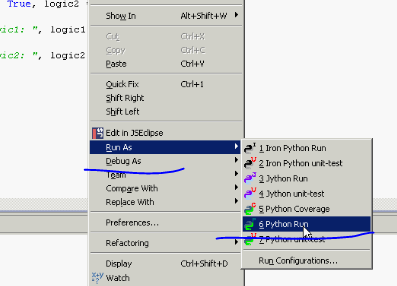 True, logic2
Show In Alt+Shift+W
gic1: ", logic1
Cut Ctrl+X
Copy Ctrl+C
gic2: ", logic2
Paste Ctrl+V
Quick Fix Ctrl+1
Shift Right
Shift Left
Edit in JSEclipse
Run As
Debug As
Team
Compare With
Replace With
Preferences...
Refactoring
Display Ctrl+Shift+D
Watch
1 Iron Python Run
2 Iron Python unit-test
3 Jython Run
4 Jython unit-test
5 Python Coverage
6 Python Run
7 Python unit-test
Run Configurations...